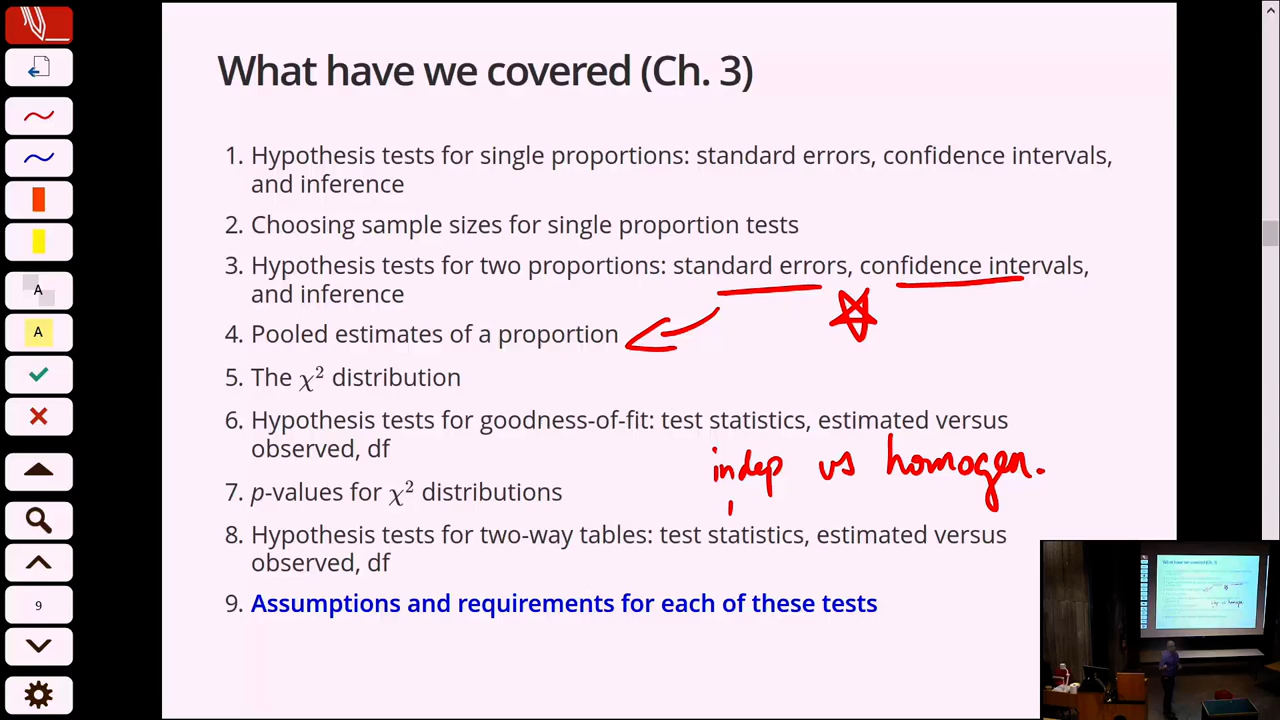 What have we covered (Ch. 3)
1. Hypothesis tests for single proportions: standard errors, confidence intervals,
and inference
2. Choosing sample sizes for single proportion tests
3. Hypothesis tests for two proportions: standard errors, confidence intervals,
and inference
4. Pooled estimates of a proportion
5. The χ² distribution
6. Hypothesis tests for goodness-of-fit: test statistics, estimated versus
observed, df
indep vs homogen.
7. p-values for χ² distributions
8. Hypothesis tests for two-way tables: test statistics, estimated versus
observed, df
9. Assumptions and requirements for each of these tests
A
A
9